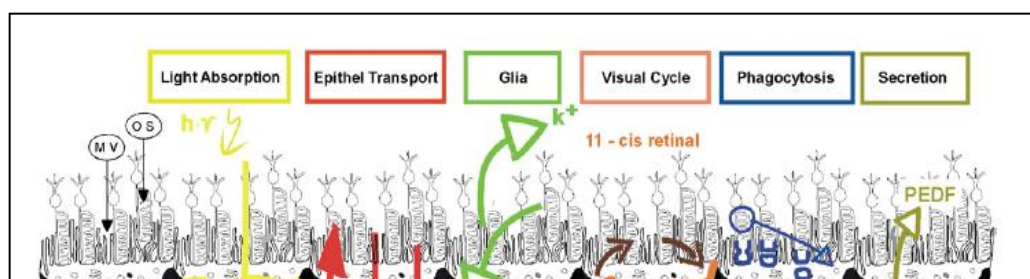 Light Absorption
Epithel Transport
Glia
Visual Cycle
Phagocytosis
Secretion
h·γ
K+
11 - cis retinal
O S
M V
PEDF